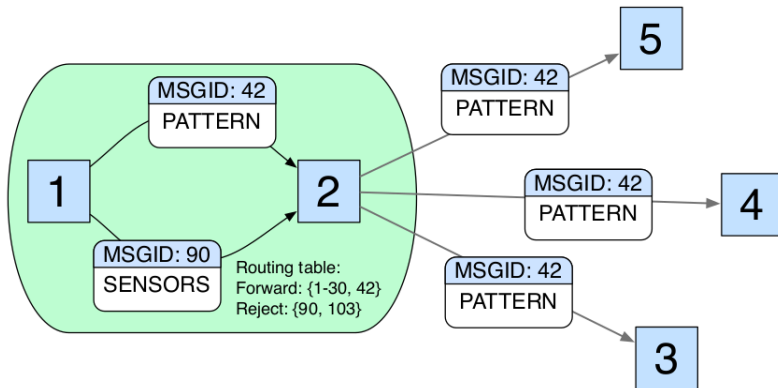 5
MSGID: 42
PATTERN
MSGID: 42
PATTERN
1
2
MSGID: 42
PATTERN
4
MSGID: 90
SENSORS
Routing table:
Forward: {1-30, 42}
Reject: {90, 103}
MSGID: 42
PATTERN
3